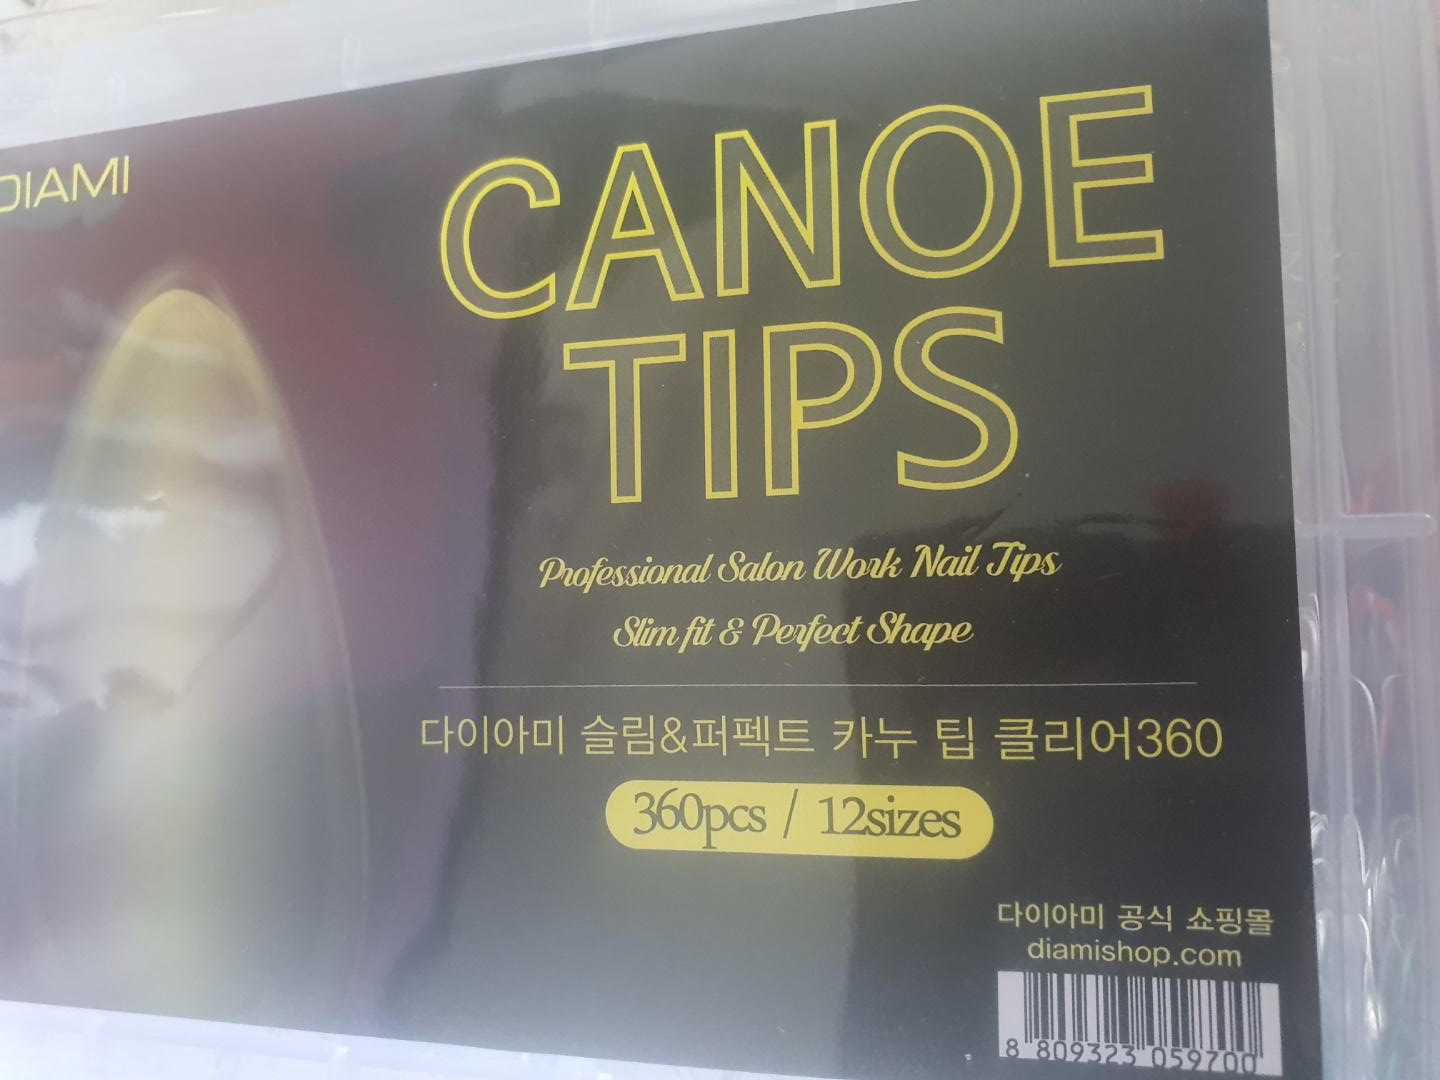 DIAMI
CANOE
TIPS
Professional Salon Work Nail Tips
Slim fit & Perfect Shape
다이아미 슬림&퍼펙트 카누 팁 클리어360
360pcs / 12sizes
다이아미 공식 쇼핑몰
diamishop.com
8 809323 059700